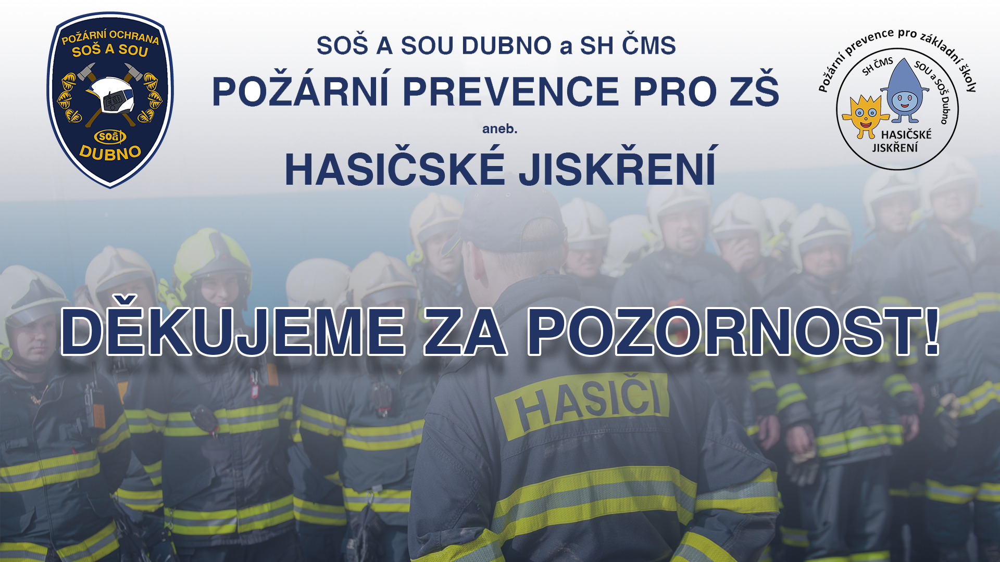 POŽÁRNÍ OCHRANA
SOŠ A SOU
SOŠ
SOU
DUBNO
SOŠ A SOU DUBNO a SH ČMS
POŽÁRNÍ PREVENCE PRO ZŠ
aneb.
HASIČSKÉ JISKŘENÍ
Požární prevence pro základní školy
SH ČMS
SOU a SOŠ Dubno
HASIČSKÉ
JISKŘENÍ
DĚKUJEME ZA POZORNOST!
HASIČI